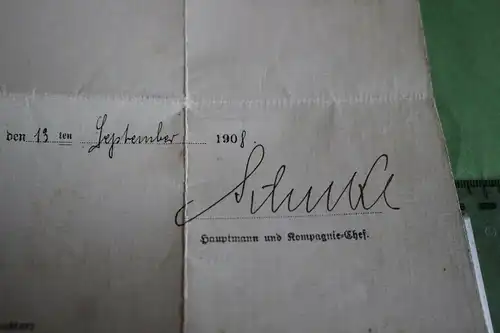 den 13 ten September 1908.
Hauptmann und Kompagnie-Chef.